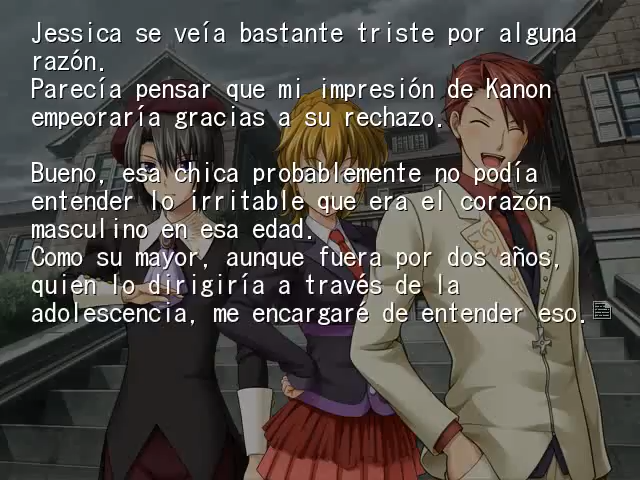 Jessica se veía bastante triste por alguna
razón.
Parecía pensar que mi impresión de Kanon
empeoraría gracias a su rechazo.
Bueno, esa chica probablemente no podía
entender lo irritable que era el corazón
masculino en esa edad.
Como su mayor, aunque fuera por dos años,
quien lo dirigiría a través de la
adolescencia, me encargaré de entender eso.